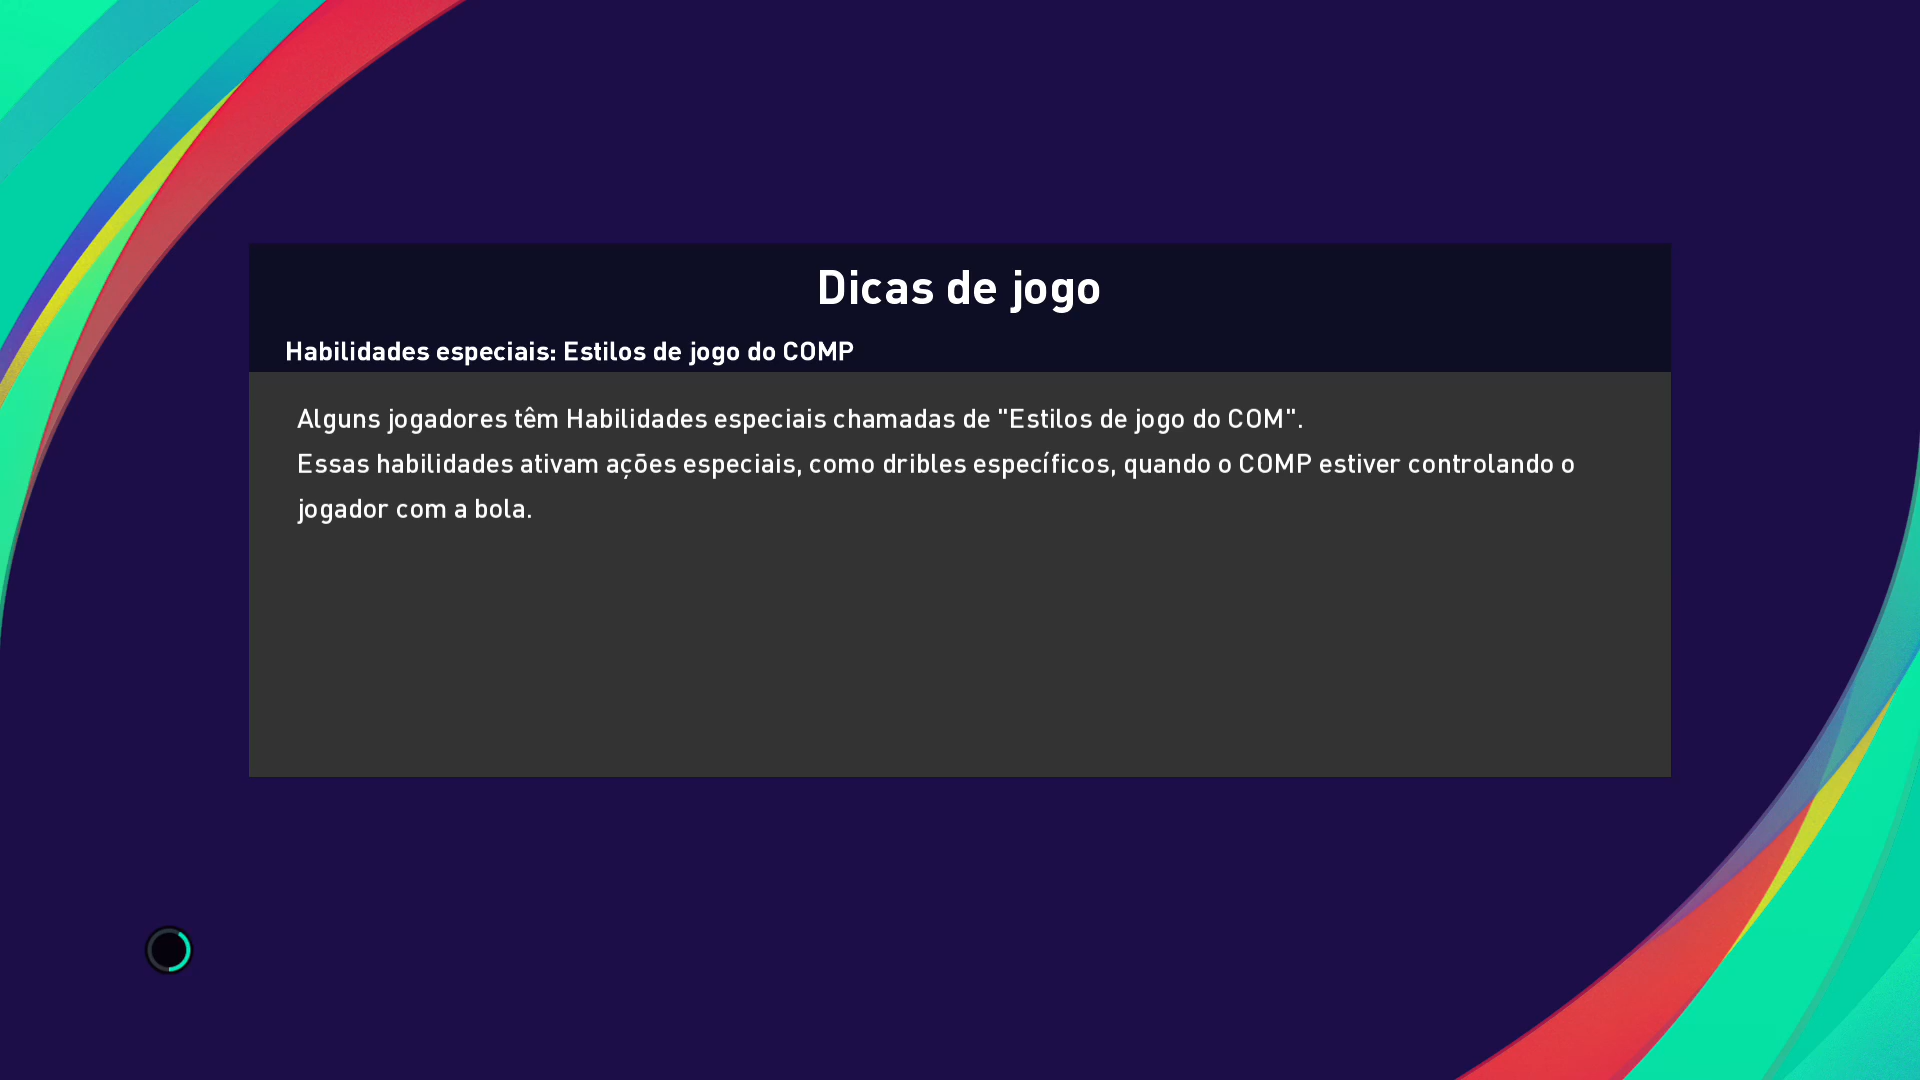 Dicas de jogo
Habilidades especiais: Estilos de jogo do COMP
Alguns jogadores têm Habilidades especiais chamadas de "Estilos de jogo do COM".
Essas habilidades ativam ações especiais, como dribles específicos, quando o COMP estiver controlando o
jogador com a bola.